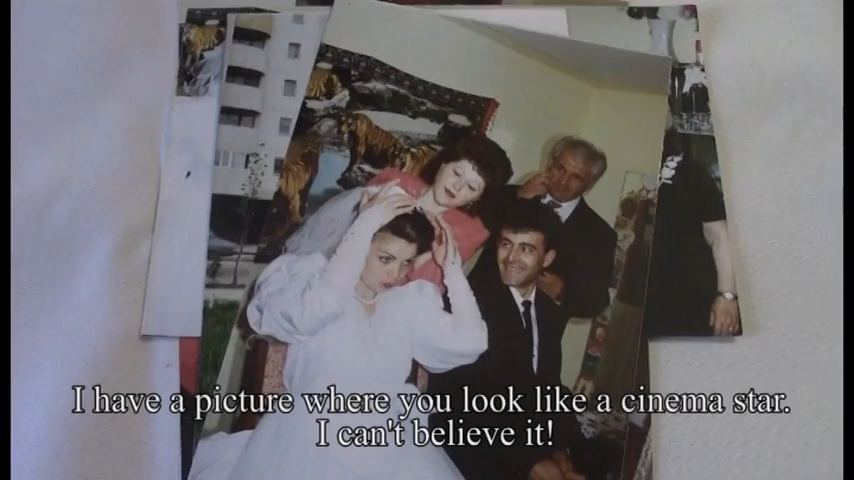 I have a picture where you look like a cinema star.
I can't believe it!